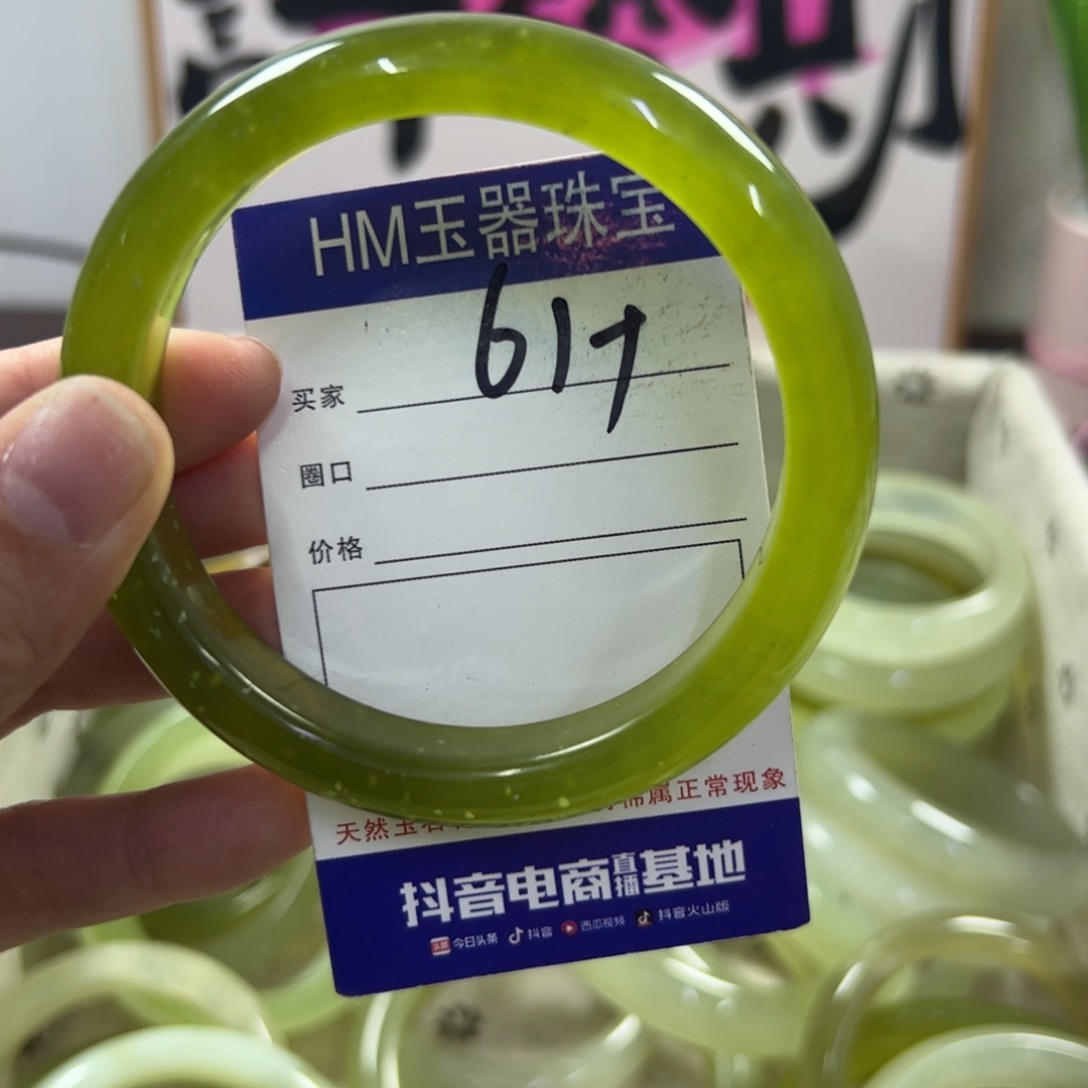 HM玉器珠宝
617
买家
圈口
价格
天然玉石 属正常现象
抖音电商直播基地
今日头条 抖音 西瓜视频 抖音火山版